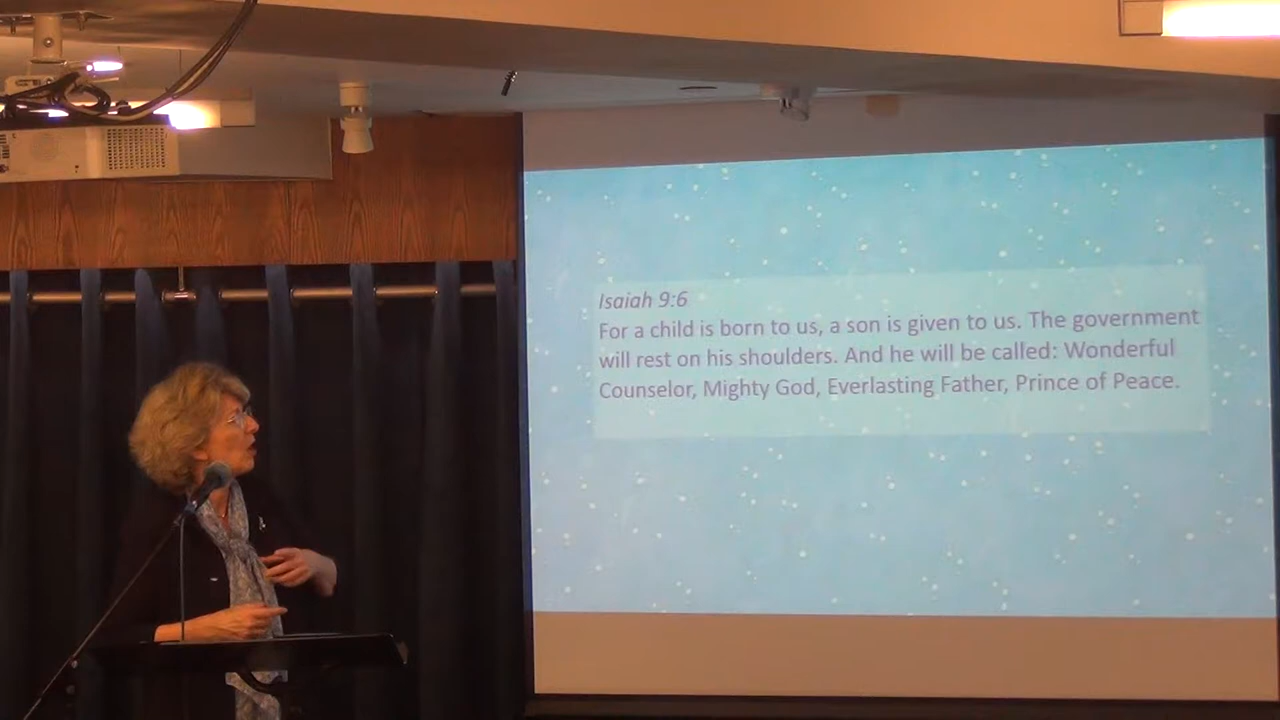 Isaiah 9:6
For a child is born to us, a son is given to us. The government
will rest on his shoulders. And he will be called: Wonderful
Counselor, Mighty God, Everlasting Father, Prince of Peace.